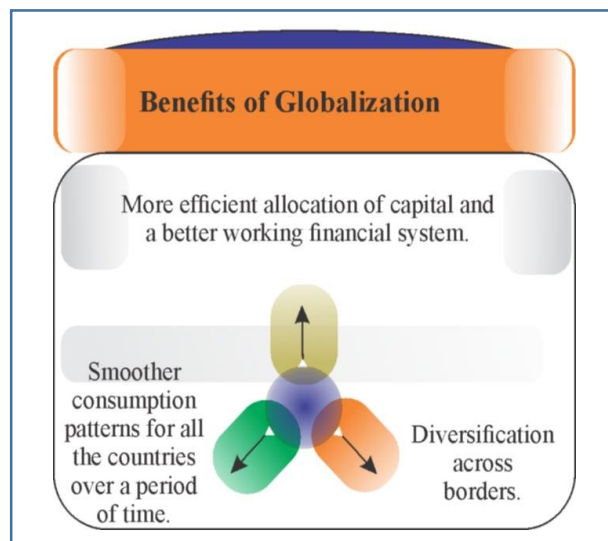 Benefits of Globalization
More efficient allocation of capital and
a better working financial system.
Smoother
consumption
patterns for all
the countries
over a period
of time.
Diversification
across
borders.